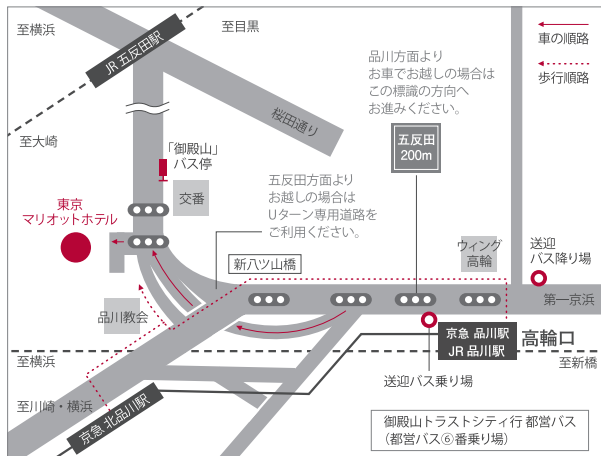 至横浜
至目黒
JR 五反田駅
車の順路
歩行順路
品川方面より
お車でお越しの場合は
この標識の方向へ
お進みください。
桜田通り
至大崎
五反田
200m
「御殿山」
バス停
交番
五反田方面より
お越しの場合は
Uターン専用道路を
ご利用ください。
東京
マリオットホテル
ウィング
高輪
送迎
バス降り場
新八ツ山橋
第一京浜
品川教会
京急 品川駅
JR 品川駅
高輪口
至横浜
至新橋
送迎バス乗り場
至川崎・横浜
京急 北品川駅
御殿山トラストシティ行 都営バス
（都営バス⑥番乗り場）